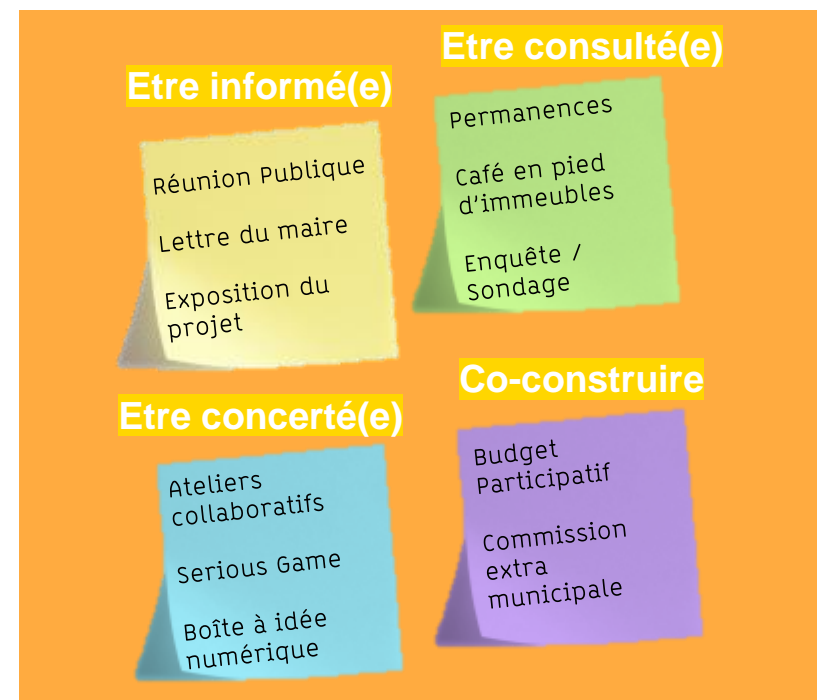 Etre informé(e)
Réunion Publique
Lettre du maire
Exposition du
projet
Etre consulté(e)
Permanences
Café en pied
d'immeubles
Enquête /
Sondage
Etre concerté(e)
Ateliers
collaboratifs
Serious Game
Boîte à idée
numérique
Co-construire
Budget
Participatif
Commission
extra
municipale